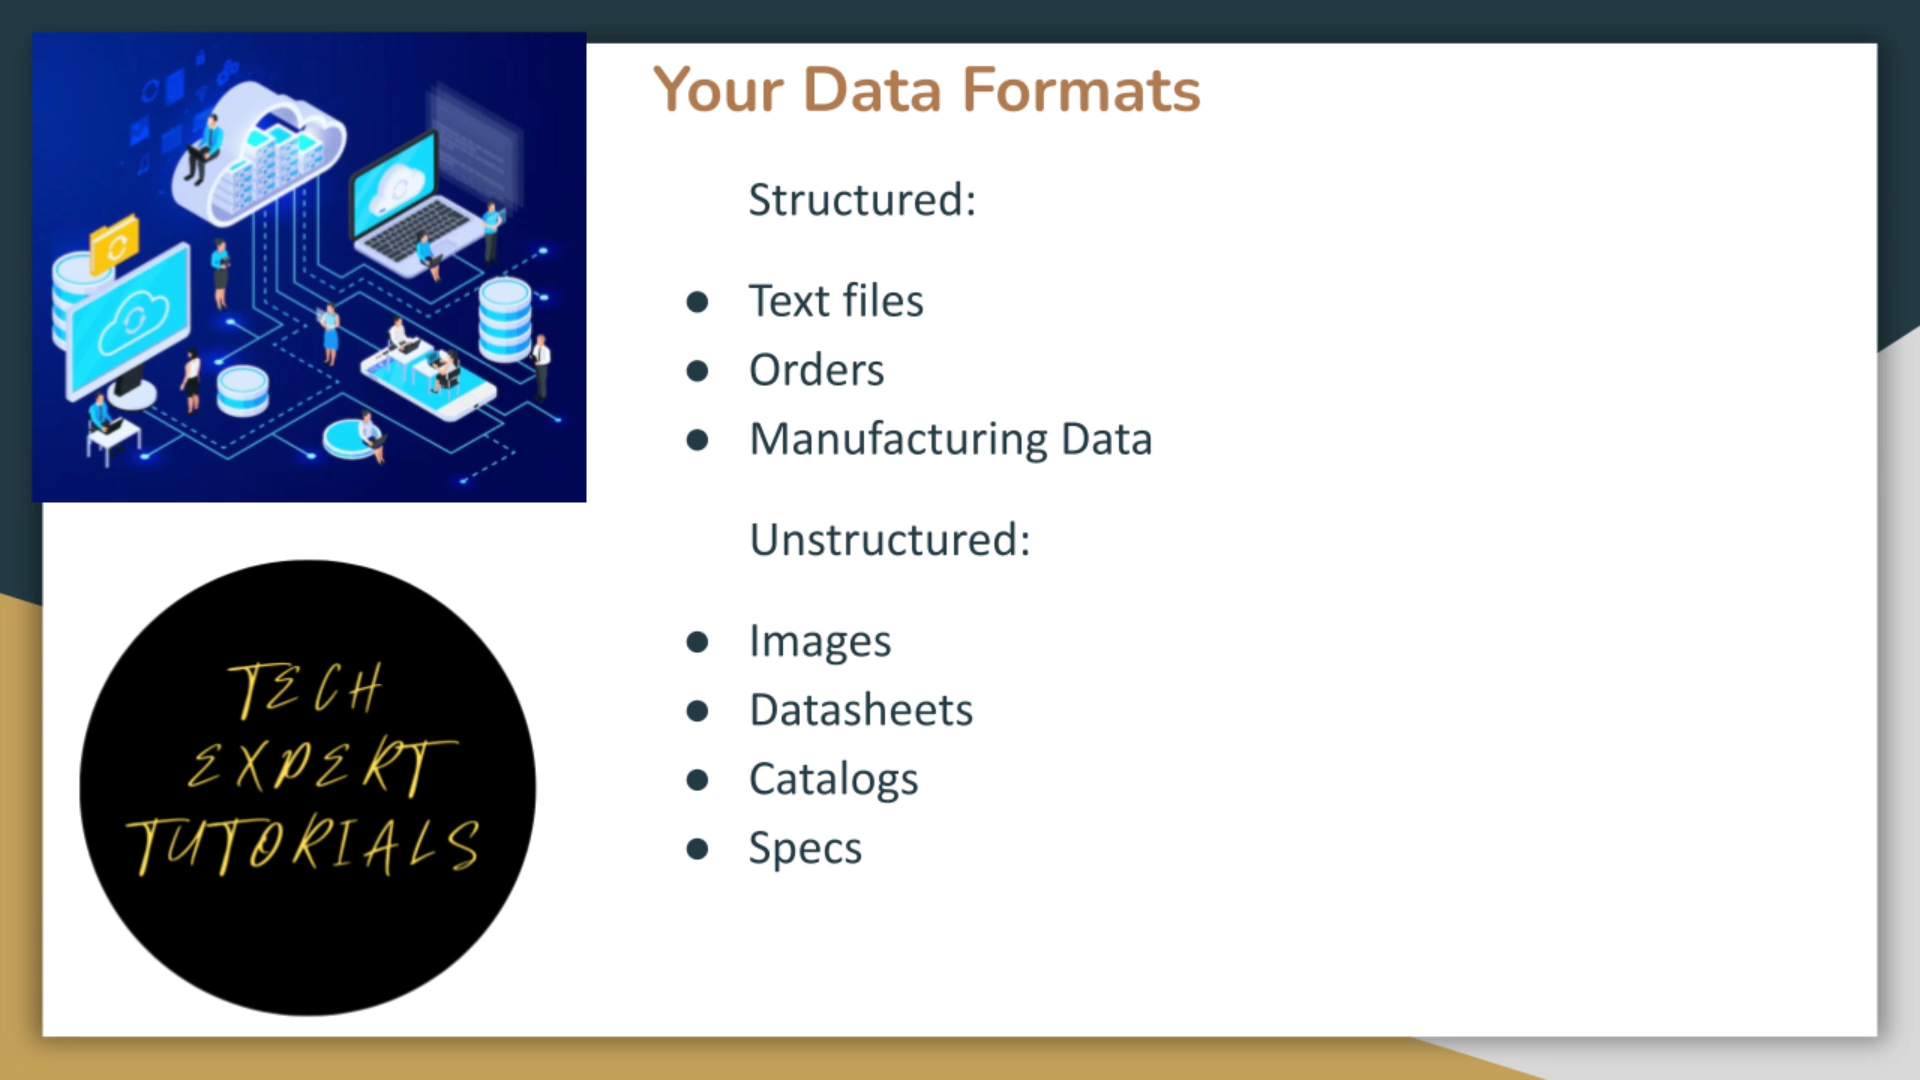 Your Data Formats
Structured:
● Text files
● Orders
● Manufacturing Data
Unstructured:
● Images
● Datasheets
● Catalogs
● Specs
TECH
EXPERT
TUTORIALS